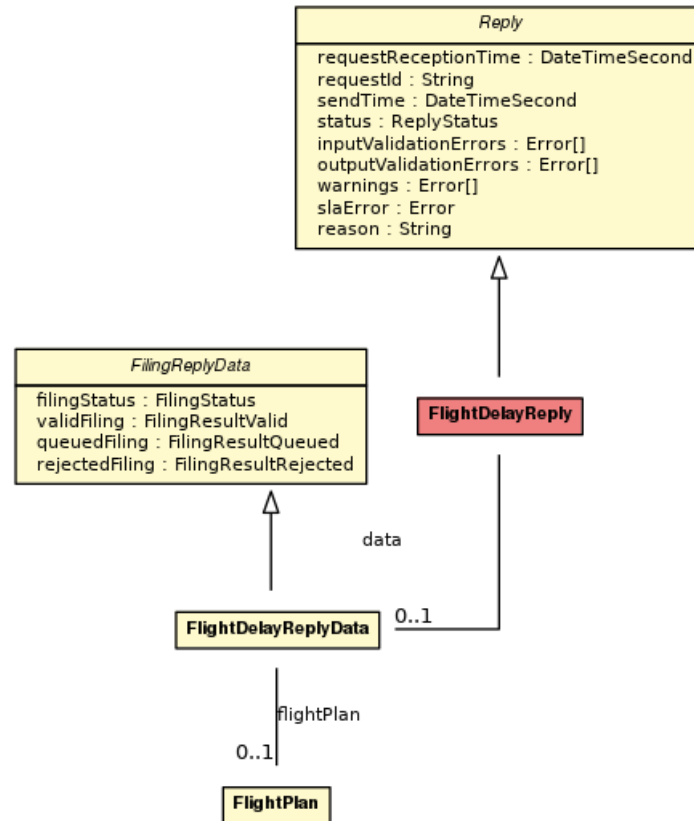 Reply
requestReceptionTime : DateTimeSecond
requestId : String
sendTime : DateTimeSecond
status : ReplyStatus
inputValidationErrors : Error[]
outputValidationErrors : Error[]
warnings : Error[]
slaError : Error
reason : String
FilingReplyData
filingStatus : FilingStatus
validFiling : FilingResultValid
queuedFiling : FilingResultQueued
rejectedFiling : FilingResultRejected
FlightDelayReply
data
0..1
FlightDelayReplyData
flightPlan
0..1
FlightPlan